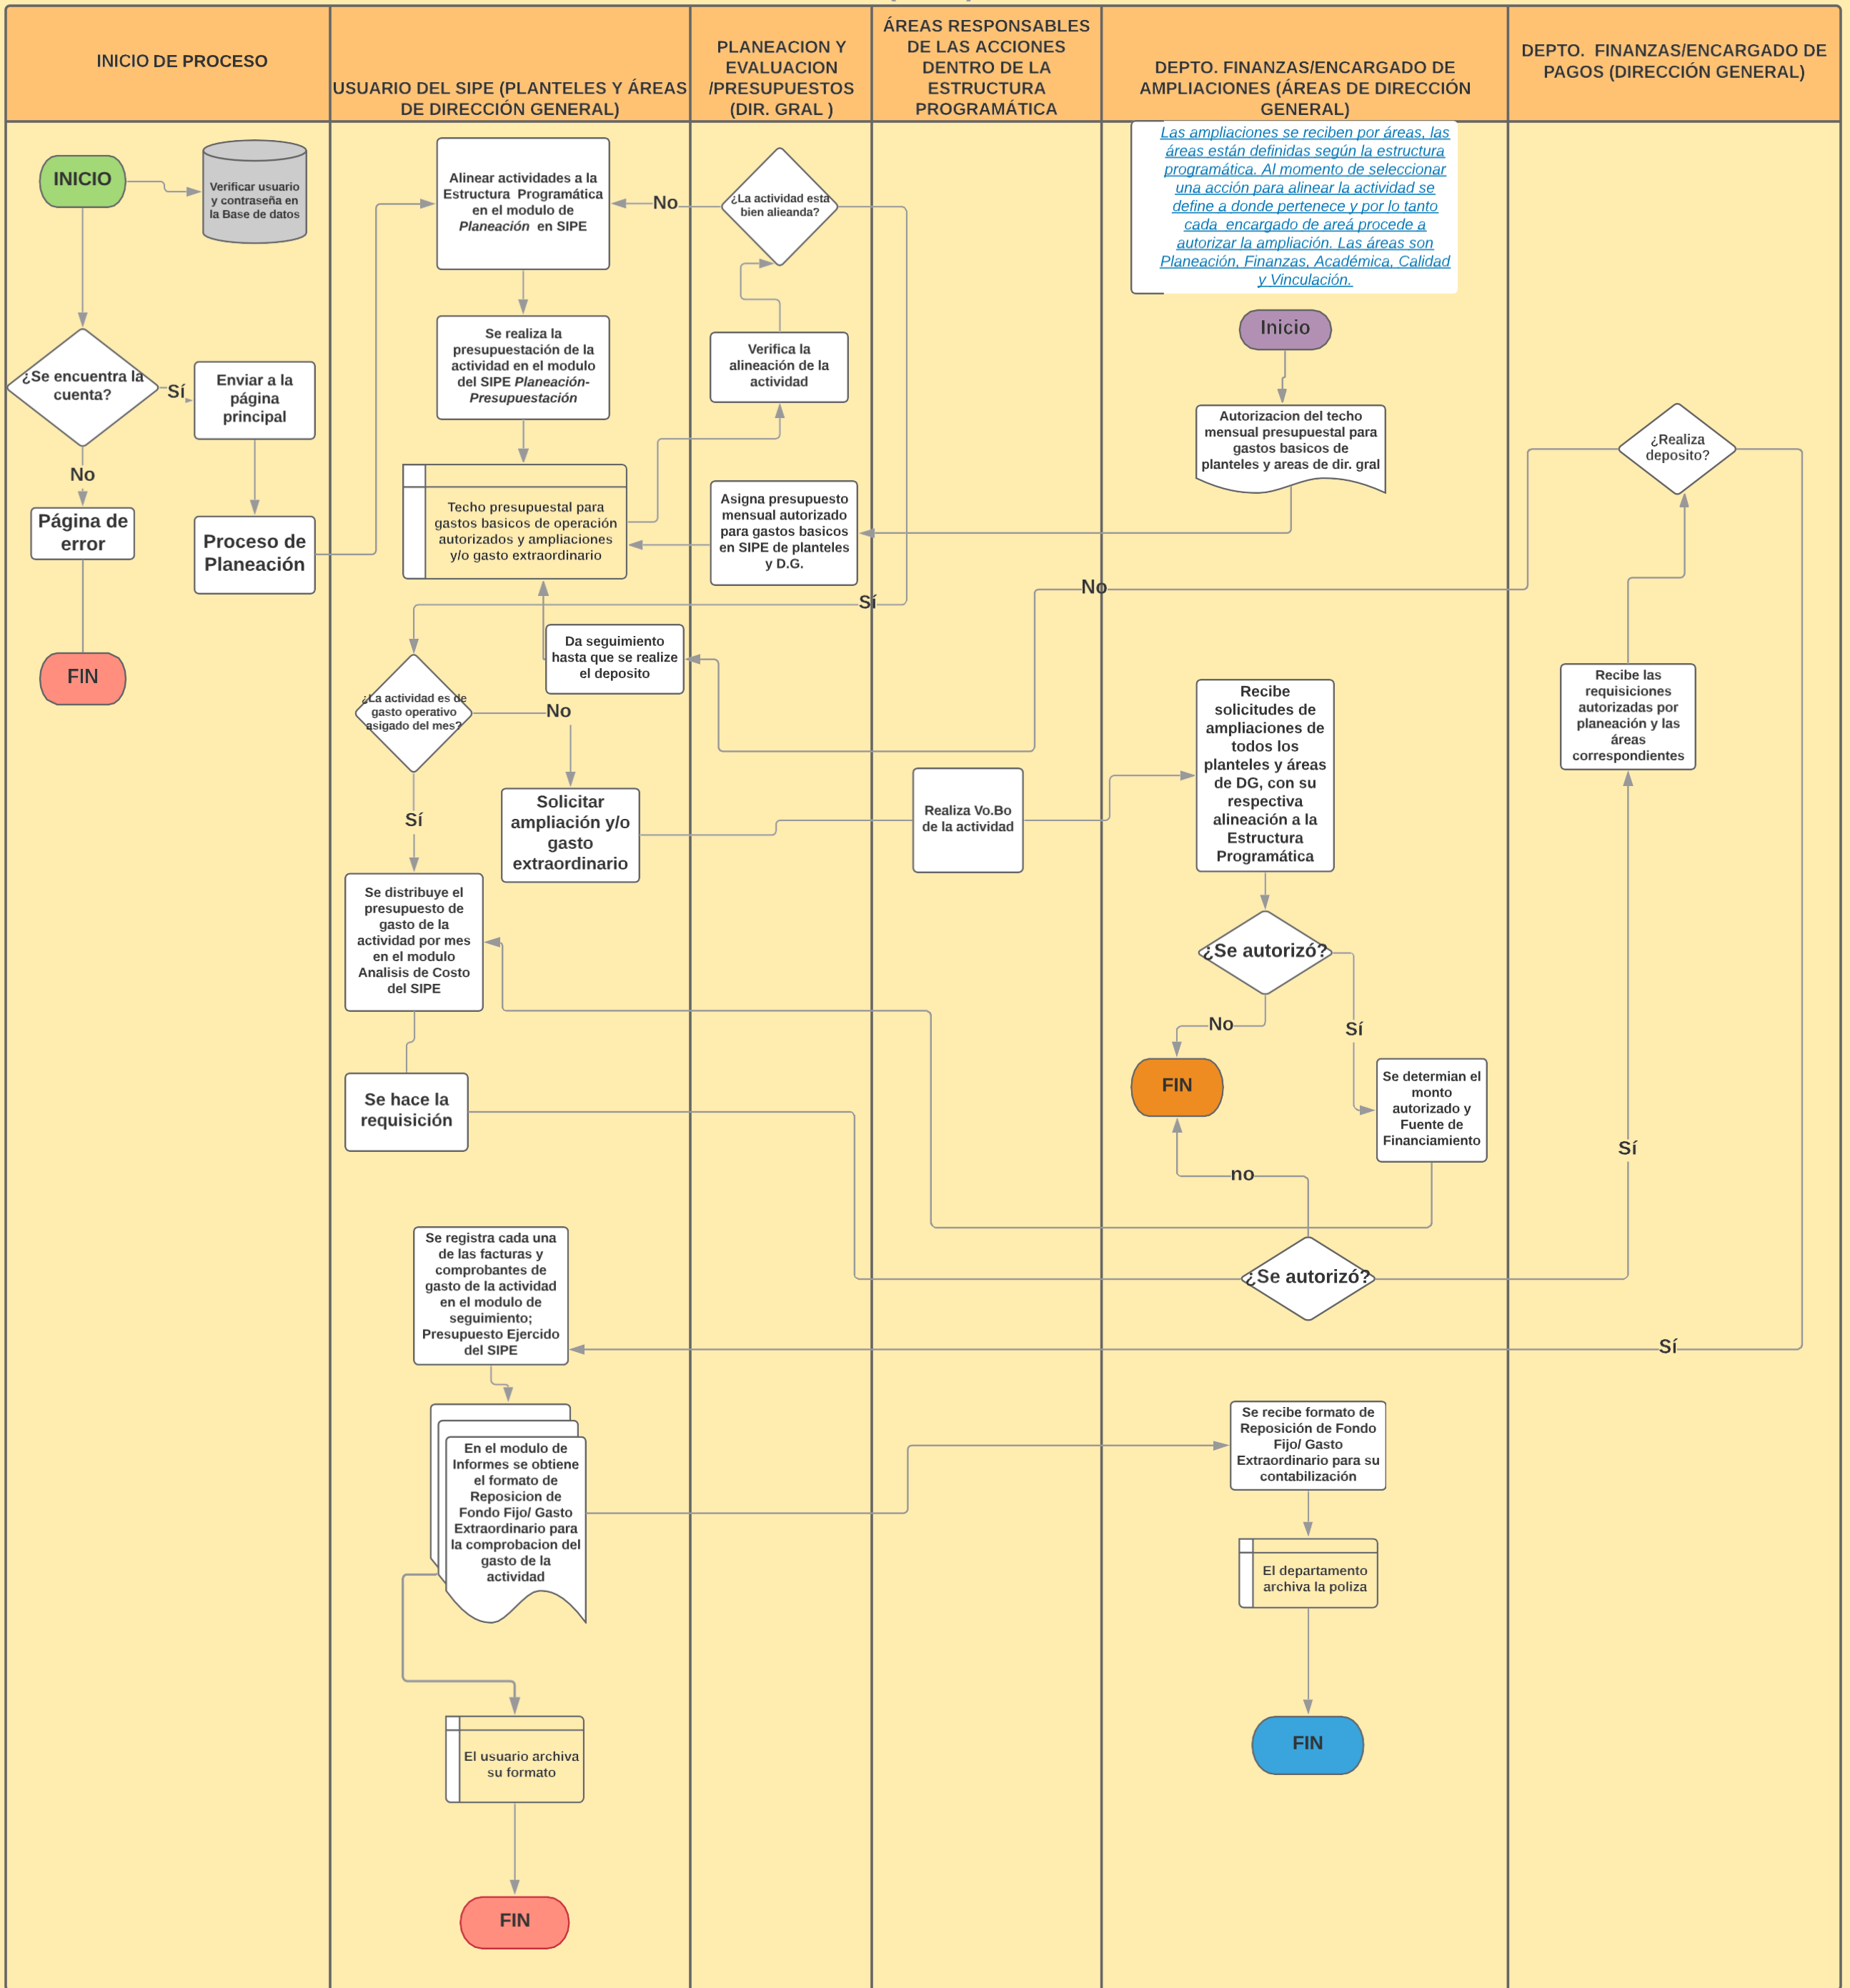 INICIO DE PROCESO
USUARIO DEL SIPE (PLANTELES Y ÁREAS
DE DIRECCIÓN GENERAL)
PLANEACION Y
EVALUACION
/PRESUPUESTOS
(DIR. GRAL )
ÁREAS RESPONSABLES
DE LAS ACCIONES
DENTRO DE LA
ESTRUCTURA
PROGRAMÁTICA
DEPTO. FINANZAS/ENCARGADO DE
AMPLIACIONES (ÁREAS DE DIRECCIÓN
GENERAL)
DEPTO.  FINANZAS/ENCARGADO DE
PAGOS (DIRECCIÓN GENERAL)
INICIO
Verificar usuario
y contraseña en
la Base de datos
¿Se encuentra la
cuenta?
Sí
Enviar a la
página
principal
No
Página de
error
Proceso de
Planeación
FIN
Alinear actividades a la
Estructura  Programática
en el modulo de
Planeación  en SIPE
No
Se realiza la
presupuestación de la
actividad en el modulo
del SIPE Planeación-
Presupuestación
Techo presupuestal para
gastos basicos de operación
autorizados y ampliaciones
y/o gasto extraordinario
Da seguimiento
hasta que se realize
el deposito
¿La actividad es de
gasto operativo
asigado del mes?
No
Sí
Solicitar
ampliación y/o
gasto
extraordinario
Se distribuye el
presupuesto de
gasto de la
actividad por mes
en el modulo
Analisis de Costo
del SIPE
Se hace la
requisición
Se registra cada una
de las facturas y
comprobantes de
gasto de la actividad
en el modulo de
seguimiento;
Presupuesto Ejercido
del SIPE
En el modulo de
Informes se obtiene
el formato de
Reposicion de
Fondo Fijo/ Gasto
Extraordinario para
la comprobacion del
gasto de la
actividad
El usuario archiva
su formato
FIN
¿La actividad esta
bien alieanda?
Verifica la
alineación de la
actividad
Asigna presupuesto
mensual autorizado
para gastos basicos
en SIPE de planteles
y D.G.
Sí
Realiza Vo.Bo
de la actividad
No
Las ampliaciones se reciben por áreas, las
áreas están definidas según la estructura
programática. Al momento de seleccionar
una acción para alinear la actividad se
define a donde pertenece y por lo tanto
cada  encargado de areá procede a
autorizar la ampliación. Las áreas son
Planeación, Finanzas, Académica, Calidad
y Vinculación.
Inicio
Autorizacion del techo
mensual presupuestal para
gastos basicos de
planteles y areas de dir. gral
Recibe
solicitudes de
ampliaciones de
todos los
planteles y áreas
de DG, con su
respectiva
alineación a la
Estructura
Programática
¿Se autorizó?
No
Sí
FIN
Se determian el
monto
autorizado y
Fuente de
Financiamiento
no
¿Se autorizó?
Se recibe formato de
Reposición de Fondo
Fijo/ Gasto
Extraordinario para su
contabilización
El departamento
archiva la poliza
FIN
¿Realiza
deposito?
Recibe las
requisiciones
autorizadas por
planeación y las
áreas
correspondientes
Sí
Sí